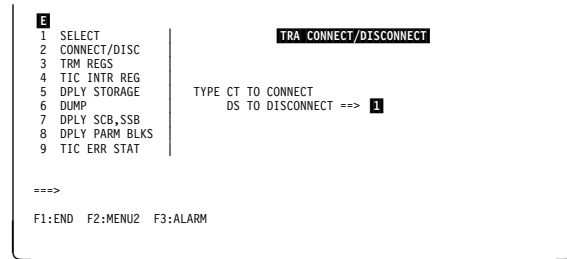 E
1 SELECT TRA CONNECT/DISCONNECT
2 CONNECT/DISC
3 TRM REGS
4 TIC INTR REG
5 DPLY STORAGE TYPE CT TO CONNECT
6 DUMP DS TO DISCONNECT ==> 1
7 DPLY SCB,SSB
8 DPLY PARM BLKS
9 TIC ERR STAT
===>
F1:END F2:MENU2 F3:ALARM